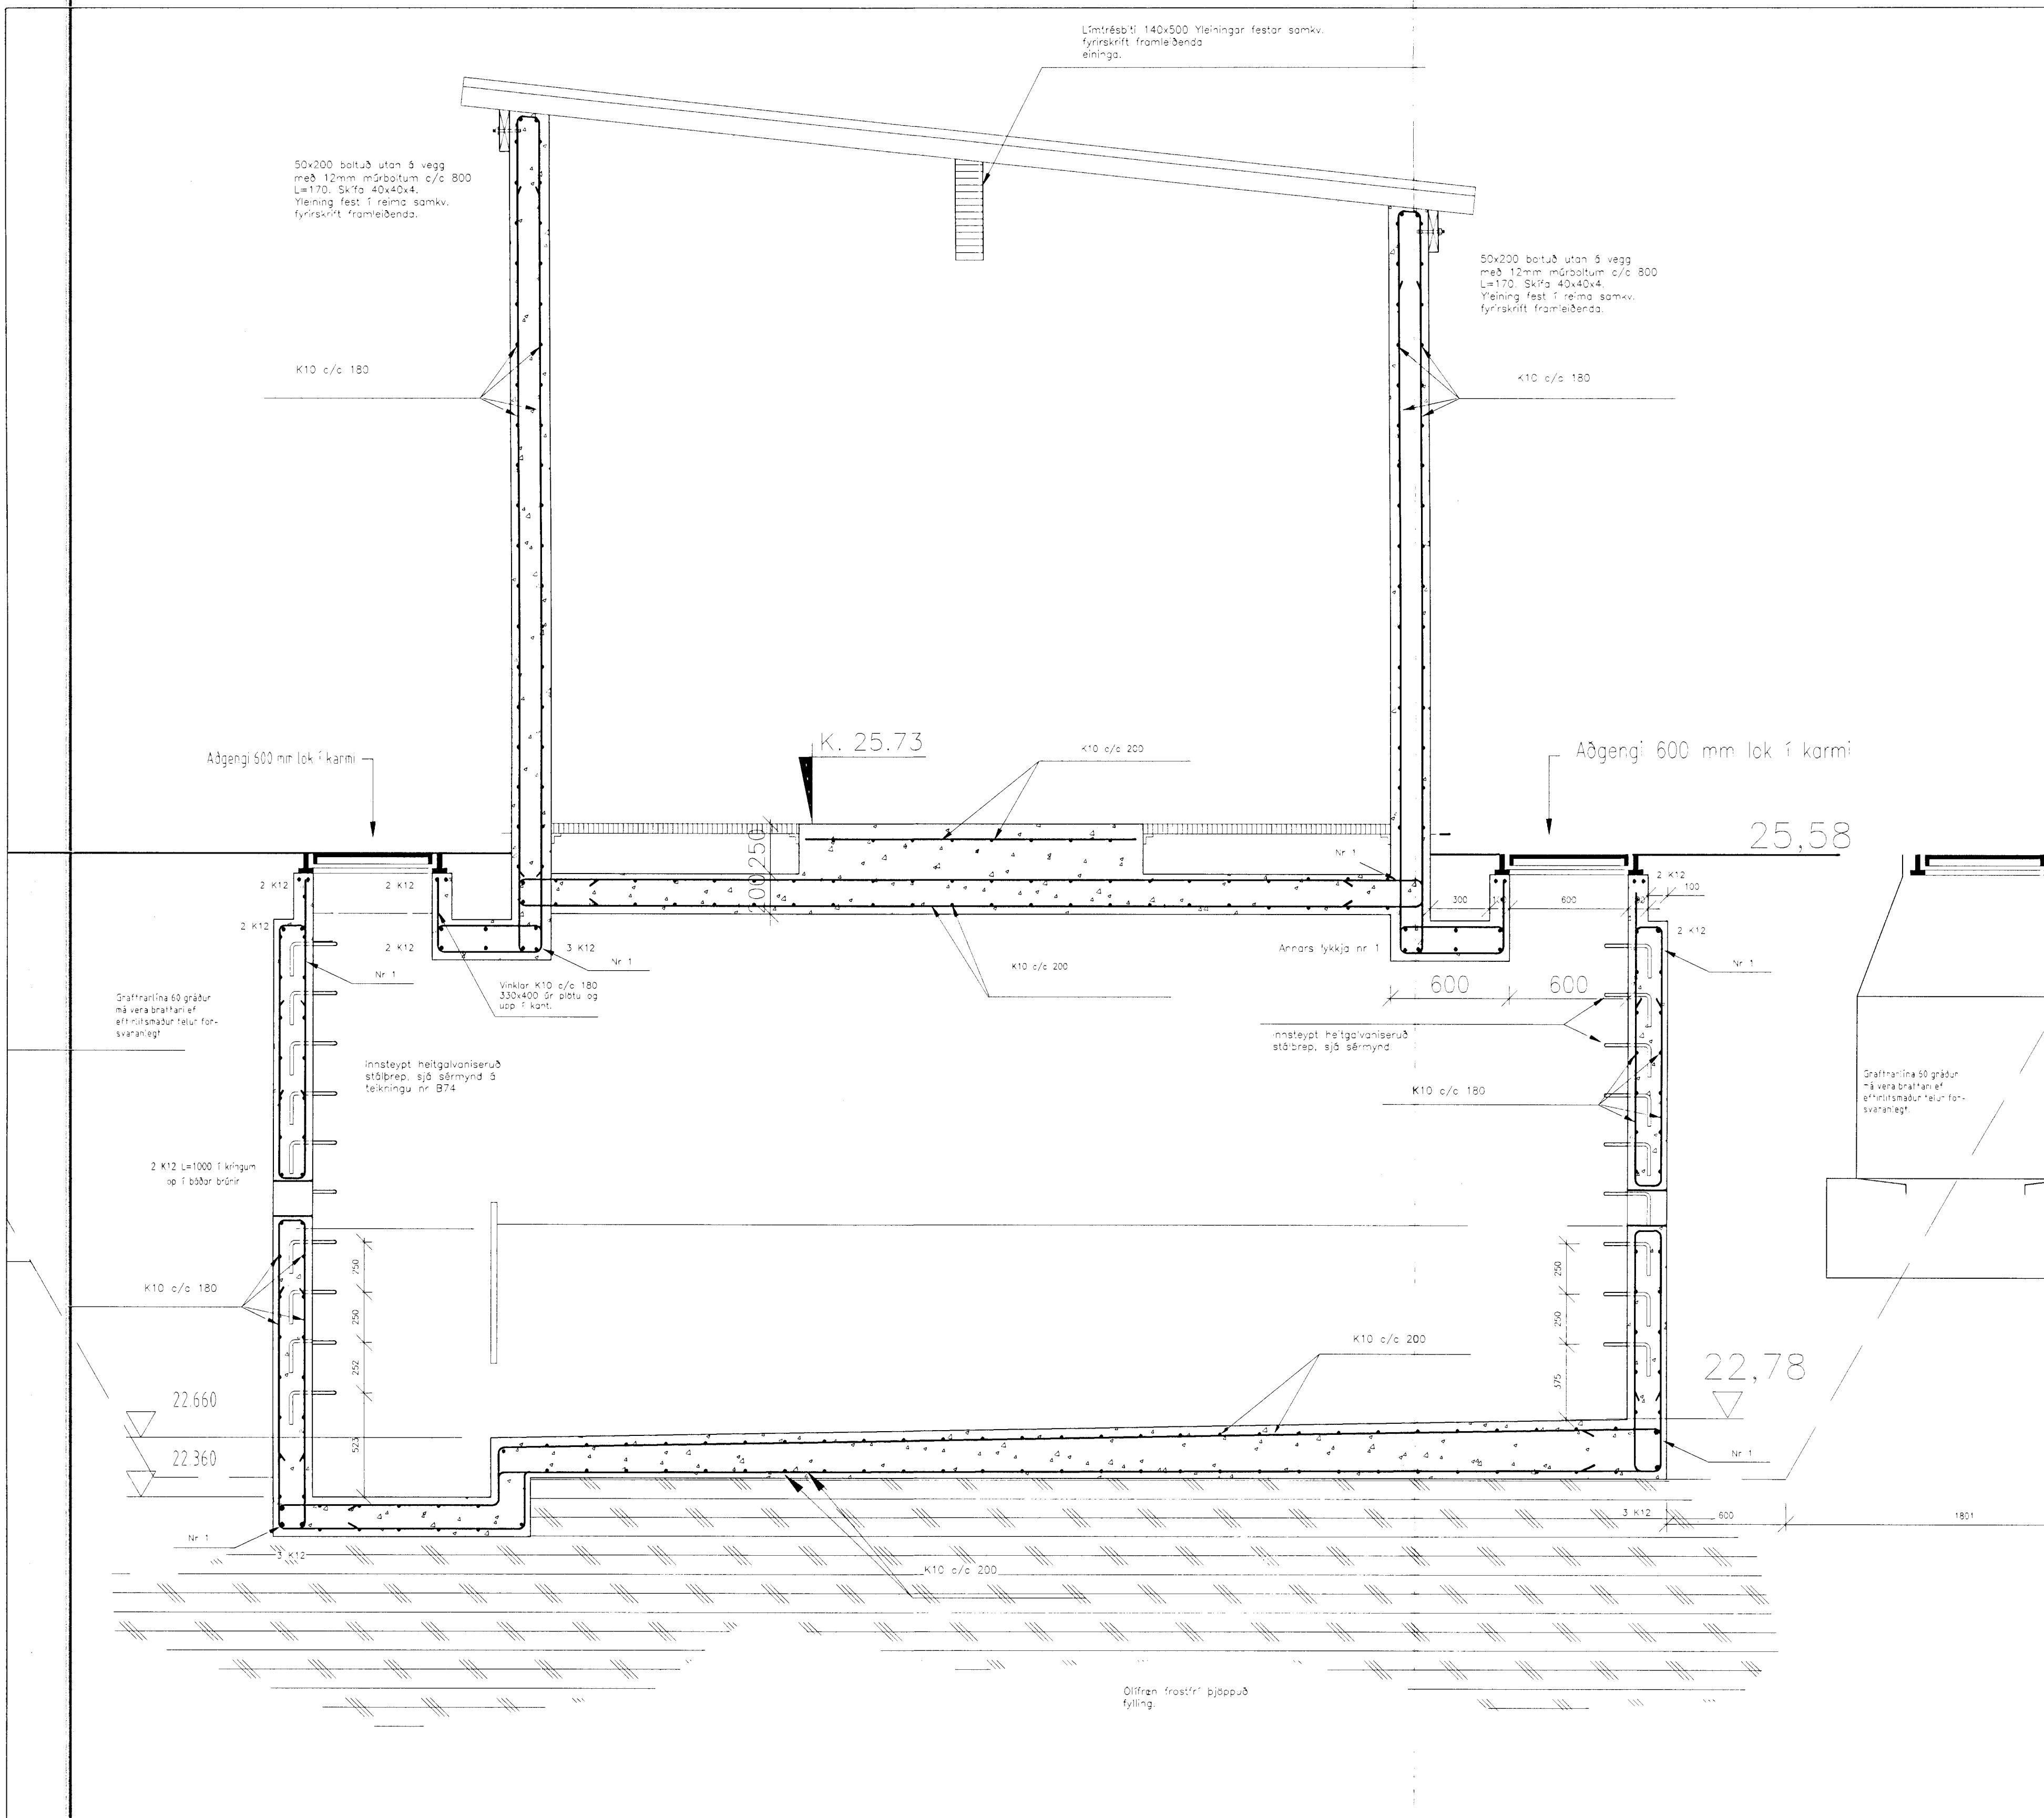 Límtrésbiti 140x500 Yleiningar festar samkv.
fyrirskrift framleiðenda
eininga.
50x200 boltuð utan á vegg
með 12mm múrboltum c/c 800
L=170. Skífa 40x40x4.
Yleining fest í reima samkv.
fyrirskrift framleiðenda.
50x200 boltuð utan á vegg
með 12mm múrboltum c/c 800
L=170. Skífa 40x40x4.
Yleining fest í reima samkv.
fyrirskrift framleiðenda.
K10 c/c 180
K10 c/c 180
K. 25.73
K10 c/c 200
Aðgengi 600 mm lok í karmi
Aðgengi 600 mm lok í karmi
25,58
250
200
Nr 1
2 K12
2 K12
2 K12
100
300
600
2 K12
2 K12
2 K12
3 K12
Nr 1
Nr 1
K10 c/c 200
Annars lykkja nr 1
Nr 1
600
600
Vinklar K10 c/c 180
330x400 úr plötu og
upp í kant.
Graftrarlína 60 gráður
má vera brattari ef
eftirlitsmaður telur for-
svaranlegt
Innsteypt heitgalvaniseruð
stálþrep, sjá sérmynd á
teikningu nr B74
Innsteypt heitgalvaniseruð
stálþrep, sjá sérmynd
K10 c/c 180
Graftrarlína 60 gráður
má vera brattari ef
eftirlitsmaður telur for-
svaranlegt.
2 K12 L=1000 í kringum
op í báðar brúnir
K10 c/c 180
250
250
252
523
250
250
375
K10 c/c 200
22,78
22.660
22.360
Nr 1
Nr 1
3 K12
3 K12
600
1801
K10 c/c 200
Ólífræn frostfrí þjöppuð
fylling.